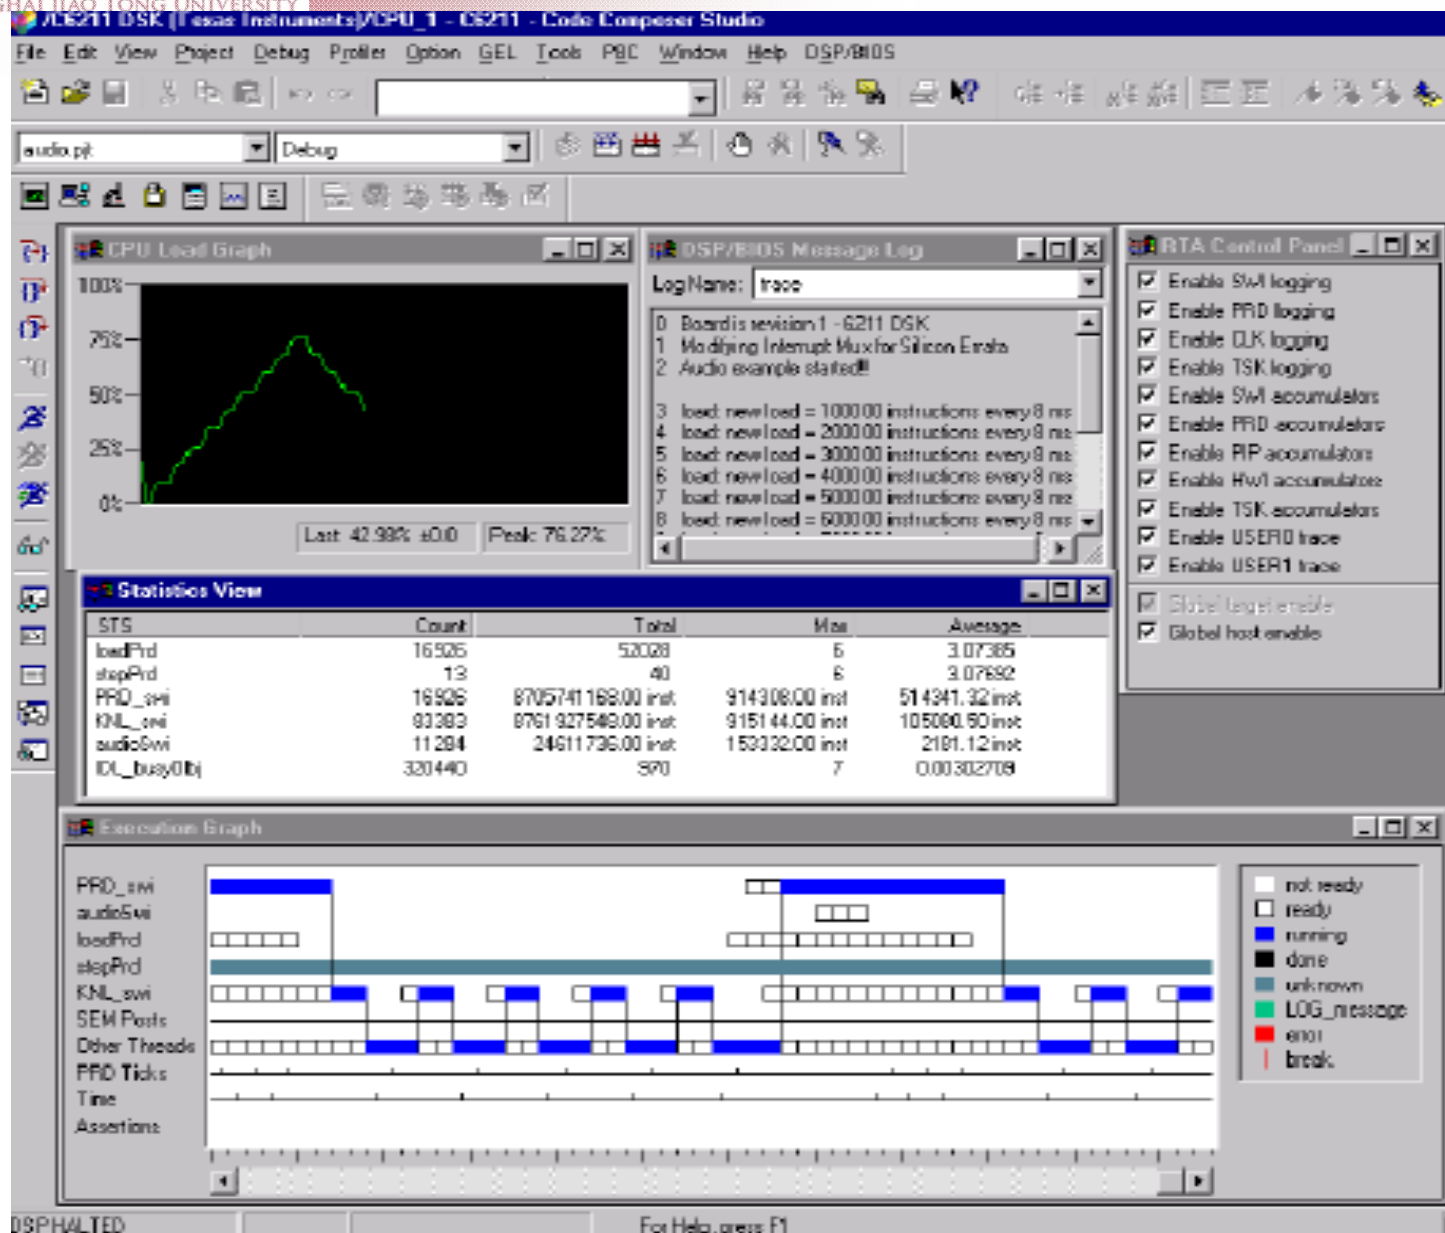 GHAI JIAO TONG UNIVERSITY
/C6211 DSK (Texas Instruments)/CPU_1 - C6211 - Code Composer Studio
File Edit View Project Debug Profiler Option GEL Tools PBC Window Help DSP/BIOS
audio.pjt Debug
CPU Load Graph
100%
75%
50%
25%
0%
Last: 42.98% ±0.0 Peak: 76.27%
DSP/BIOS Message Log
Log Name: trace
0 Board is revision 1 - 6211 DSK
1 Modifying Interrupt Mux for Silicon Errata
2 Audio example started!!
3 load: new load = 100000 instructions every 8 ms
4 load: new load = 200000 instructions every 8 ms
5 load: new load = 300000 instructions every 8 ms
6 load: new load = 400000 instructions every 8 ms
7 load: new load = 500000 instructions every 8 ms
8 load: new load = 600000 instructions every 8 ms
RTA Control Panel
Enable SWI logging
Enable PRD logging
Enable CLK logging
Enable TSK logging
Enable SWI accumulators
Enable PRD accumulators
Enable PIP accumulators
Enable HWI accumulators
Enable TSK accumulators
Enable USER0 trace
Enable USER1 trace
Global target enable
Global host enable
Statistics View
STS Count Total Max Average
loadPrd 16926 52028 6 3.07385
stepPrd 13 40 6 3.07692
PRD_swi 16926 8705741168.00 inst 914308.00 inst 514341.32 inst
KNL_swi 83383 8761927548.00 inst 915144.00 inst 105080.50 inst
audioSwi 11284 24611736.00 inst 153332.00 inst 2181.12 inst
IDL_busyObj 320440 970 7 0.00302709
Execution Graph
PRD_swi
audioSwi
loadPrd
stepPrd
KNL_swi
SEM Posts
Other Threads
PRD Ticks
Time
Assertions
not ready
ready
running
done
unknown
LOG_message
error
break.
DSP HALTED For Help, press F1